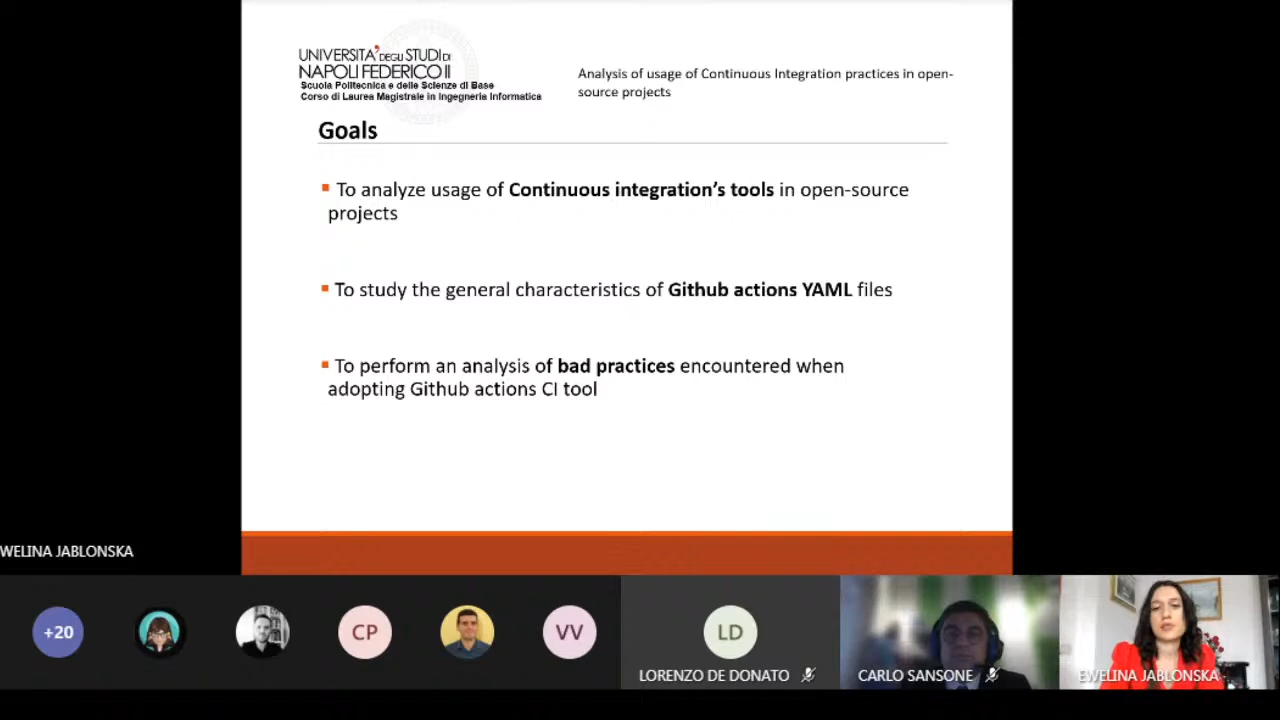 UNIVERSITA' DEGLI STUDI DI
NAPOLI FEDERICO II
Scuola Politecnica e delle Scienze di Base
Corso di Laurea Magistrale in Ingegneria Informatica
Analysis of usage of Continuous Integration practices in open-
source projects
Goals
To analyze usage of Continuous integration’s tools in open-source
projects
To study the general characteristics of Github actions YAML files
To perform an analysis of bad practices encountered when
adopting Github actions CI tool
WELINA JABLONSKA
+20
CP
VV
LD
LORENZO DE DONATO
CARLO SANSONE
EWELINA JABLONSKA